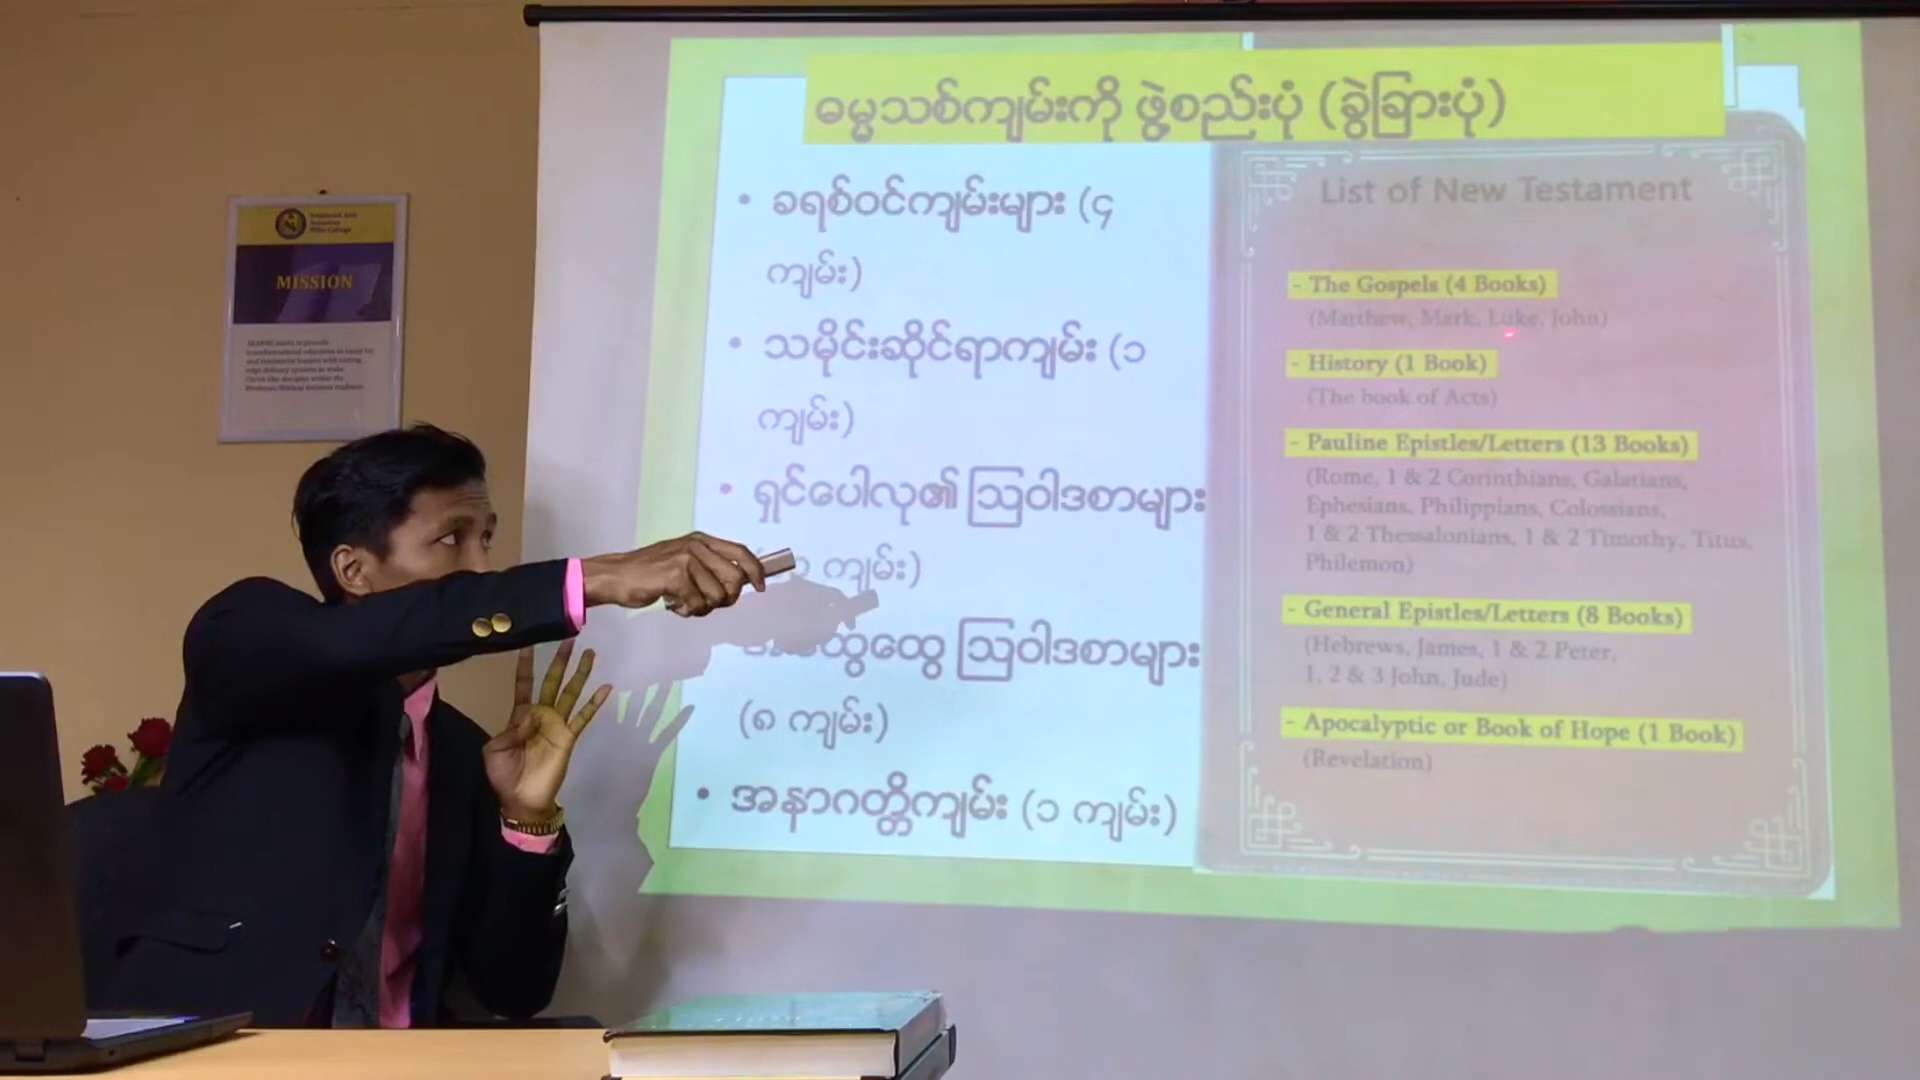 ဓမ္မသစ်ကျမ်းကို ဖွဲ့စည်းပုံ (ခွဲခြားပုံ)
• ခရစ်ဝင်ကျမ်းများ (၄
ကျမ်း)
• သမိုင်းဆိုင်ရာကျမ်း (၁
ကျမ်း)
• ရှင်ပေါလု၏ ဩဝါဒစာများ
ကျမ်း)
ဩဝါဒစာများ
(၈ ကျမ်း)
• အနာဂတ္တိကျမ်း (၁ ကျမ်း)
List of New Testament
- The Gospels (4 Books)
(Matthew, Mark, Luke, John)
- History (1 Book)
(The book of Acts)
- Pauline Epistles/Letters (13 Books)
(Rome, 1 & 2 Corinthians, Galatians,
Ephesians, Philippians, Colossians,
1 & 2 Thessalonians, 1 & 2 Timothy, Titus,
Philemon)
- General Epistles/Letters (8 Books)
(Hebrews, James, 1 & 2 Peter,
1, 2 & 3 John, Jude)
- Apocalyptic or Book of Hope (1 Book)
(Revelation)
MISSION